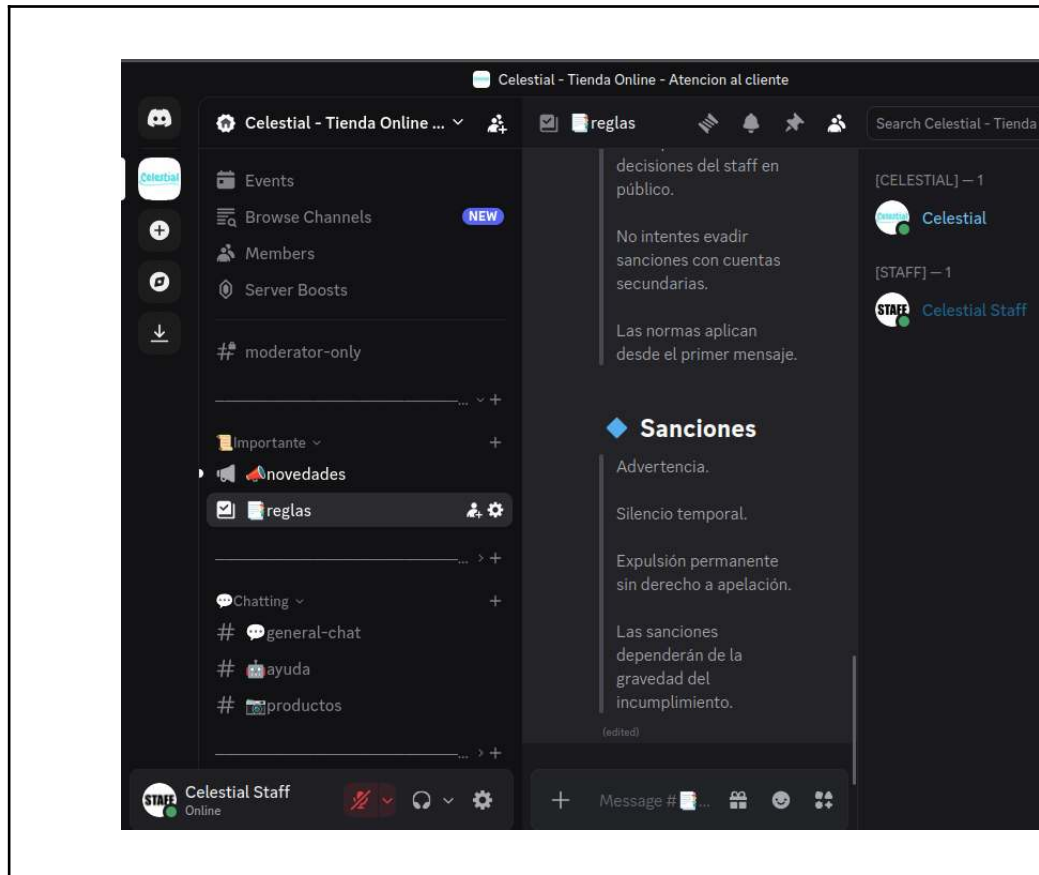 Celestial - Tienda Online - Atencion al cliente
Celestial
Celestial - Tienda Online ...
Events
Browse Channels
NEW
Members
Server Boosts
moderator-only
Importante
📣novedades
📑reglas
💬Chatting
# 💬general-chat
# 🤖ayuda
# 📷productos
STAFF
Celestial Staff
Online
📑reglas
Search Celestial - Tienda
decisiones del staff en
público.
No intentes evadir
sanciones con cuentas
secundarias.
Las normas aplican
desde el primer mensaje.
🔷 Sanciones
Advertencia.
Silencio temporal.
Expulsión permanente
sin derecho a apelación.
Las sanciones
dependerán de la
gravedad del
incumplimiento.
(edited)
Message #📑...
[CELESTIAL] — 1
Celestial
Celestial
[STAFF] — 1
STAFF
Celestial Staff